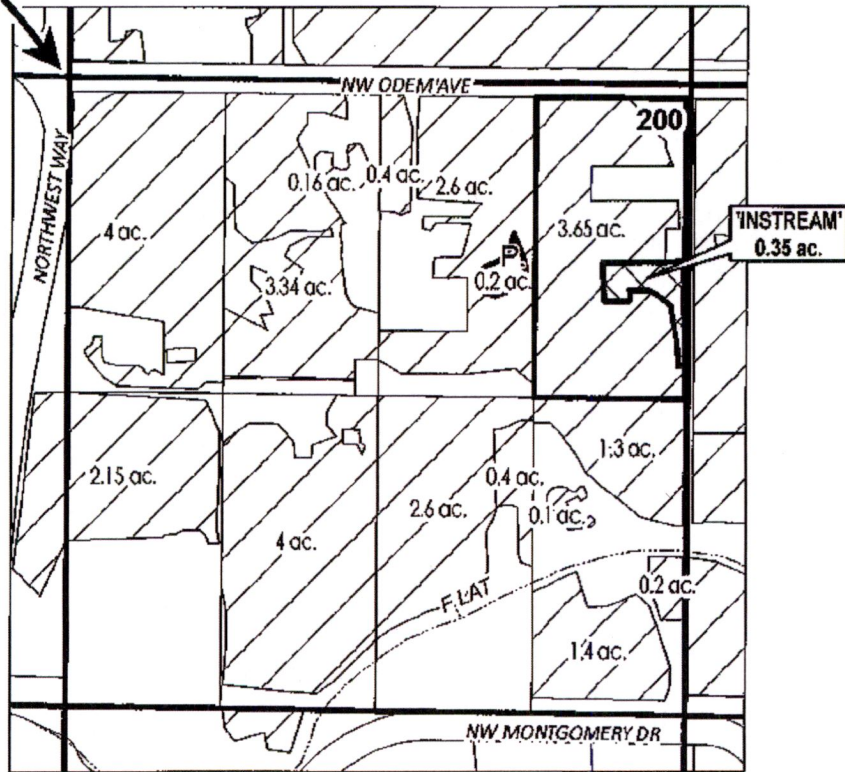 NW ODEM AVE
200
NORTHWEST WAY
0.16 ac.
0.4 ac.
2.6 ac.
4 ac.
3.65 ac.
'INSTREAM'
0.35 ac.
P
0.2 ac.
3.34 ac.
1.3 ac.
2.15 ac.
0.4 ac.
2.6 ac.
0.1 ac.
4 ac.
F LAT
0.2 ac.
1.4 ac.
NW MONTGOMERY DR